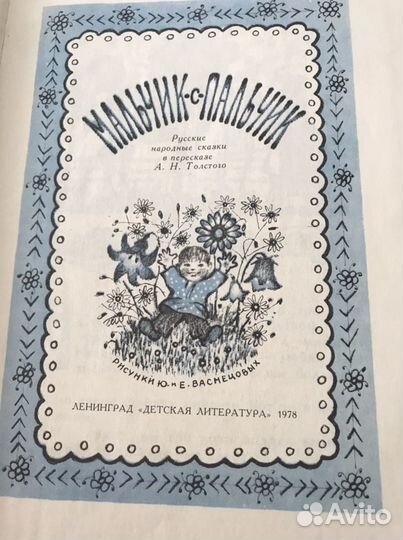 МАЛЬЧИК-С-ПАЛЬЧИК
Русские
народные сказки
в пересказе
А. Н. Толстого
РИСУНКИ Ю. и Е. ВАСНЕЦОВЫХ
ЛЕНИНГРАД «ДЕТСКАЯ ЛИТЕРАТУРА» 1978
Avito